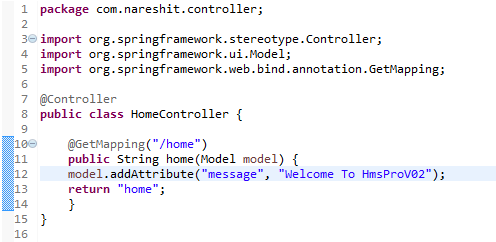 1 package com.nareshit.controller;
2
3 import org.springframework.stereotype.Controller;
4 import org.springframework.ui.Model;
5 import org.springframework.web.bind.annotation.GetMapping;
6
7 @Controller
8 public class HomeController {
9
10 @GetMapping("/home")
11 public String home(Model model) {
12 model.addAttribute("message", "Welcome To HmsProV02");
13 return "home";
14 }
15 }
16